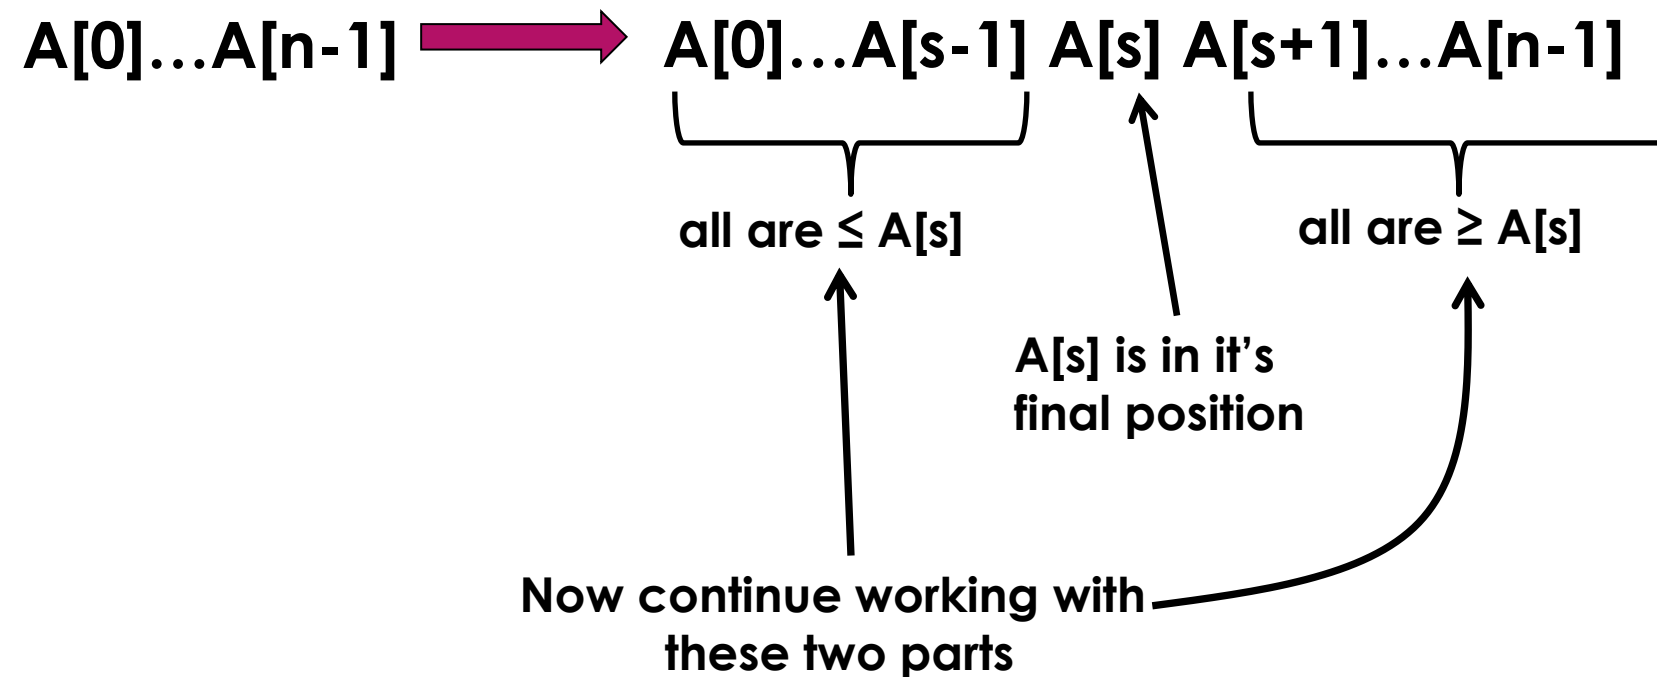 A[0]…A[n-1] A[0]…A[s-1] A[s] A[s+1]…A[n-1]
all are ≤ A[s]
all are ≥ A[s]
A[s] is in it’s
final position
Now continue working with
these two parts